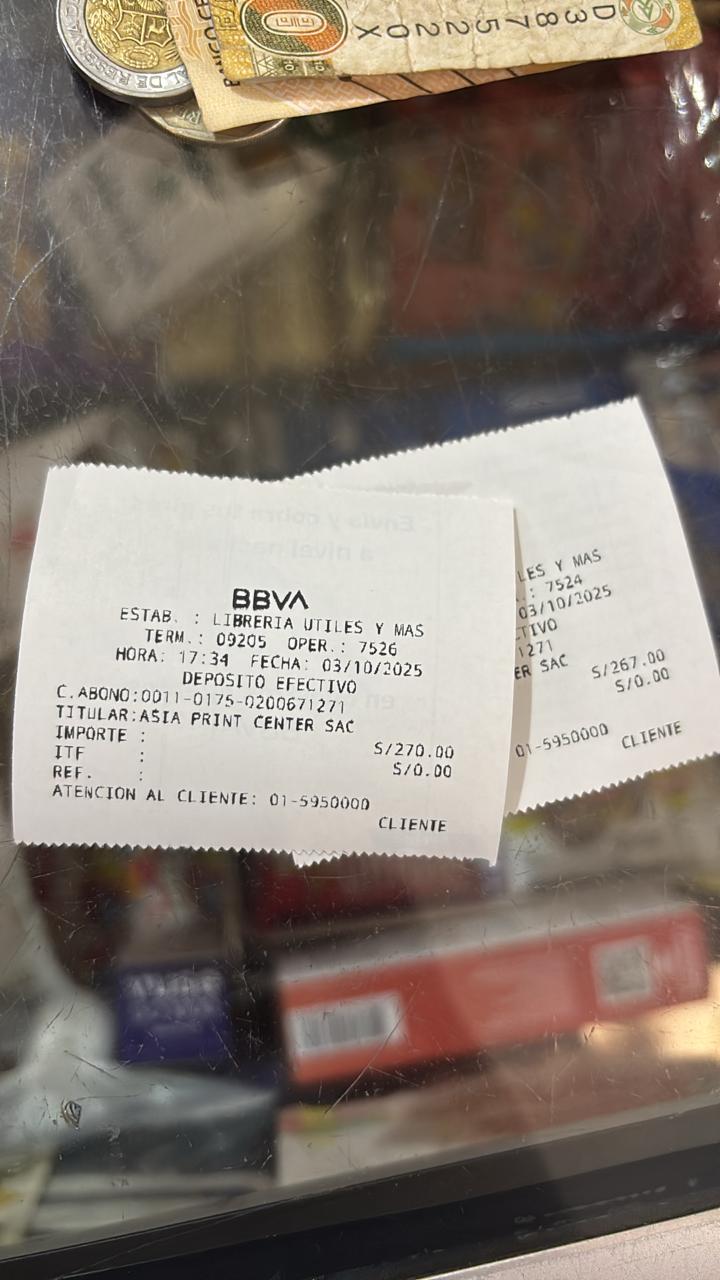 D387522OX
BBVA
ESTAB. : LIBRERIA UTILES Y MAS
TERM.: 09205 OPER.: 7526
HORA: 17:34 FECHA: 03/10/2025
DEPOSITO EFECTIVO
C.ABONO:0011-0175-0200671271
TITULAR:ASIA PRINT CENTER SAC
IMPORTE : S/270.00
ITF : S/0.00
REF. :
ATENCION AL CLIENTE: 01-5950000
CLIENTE
LES Y MAS
.: 7524
03/10/2025
CTIVO
1271
ER SAC
S/267.00
S/0.00
01-5950000
CLIENTE